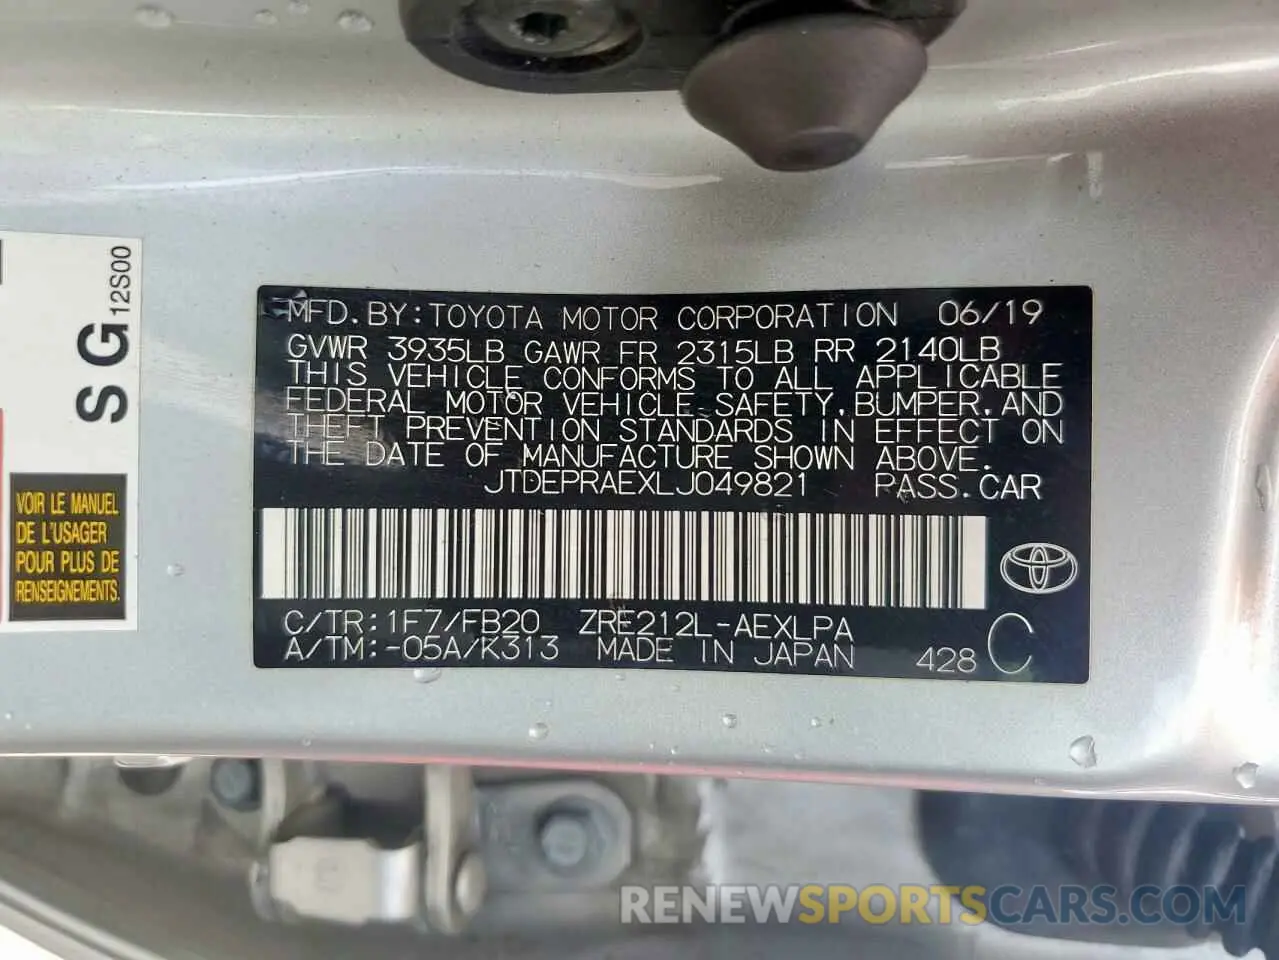 12S00
SG
VOIR LE MANUEL
DE L'USAGER
POUR PLUS DE
RENSEIGNEMENTS.
MFD.BY:TOYOTA MOTOR CORPORATION 06/19
GVWR 3935LB GAWR FR 2315LB RR 2140LB
THIS VEHICLE CONFORMS TO ALL APPLICABLE
FEDERAL MOTOR VEHICLE SAFETY,BUMPER,AND
THEFT PREVENTION STANDARDS IN EFFECT ON
THE DATE OF MANUFACTURE SHOWN ABOVE.
JTDEPRAEXLJ049821 PASS.CAR
C/TR:1F7/FB20 ZRE212L-AEXLPA
A/TM:-05A/K313 MADE IN JAPAN 428 C
RENEWSPORTSCARS.COM